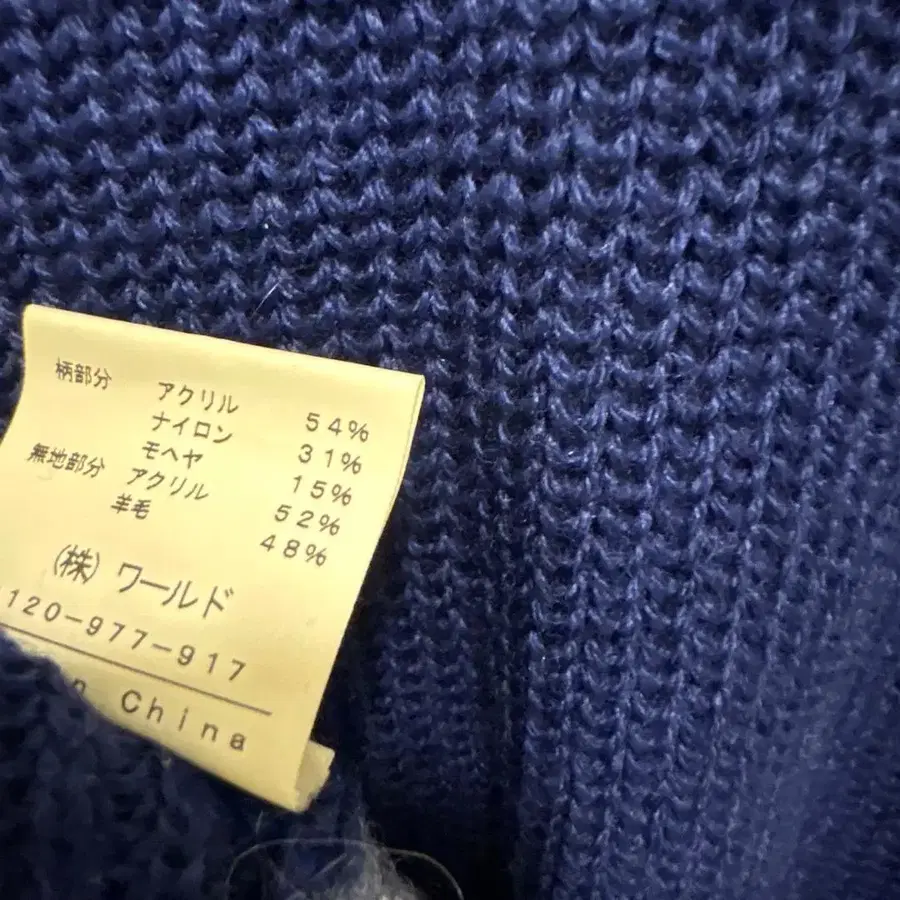 柄部分 アクリル 54%
ナイロン 31%
モヘヤ 15%
無地部分 アクリル 52%
羊毛 48%
(株) ワールド
120-977-917
China